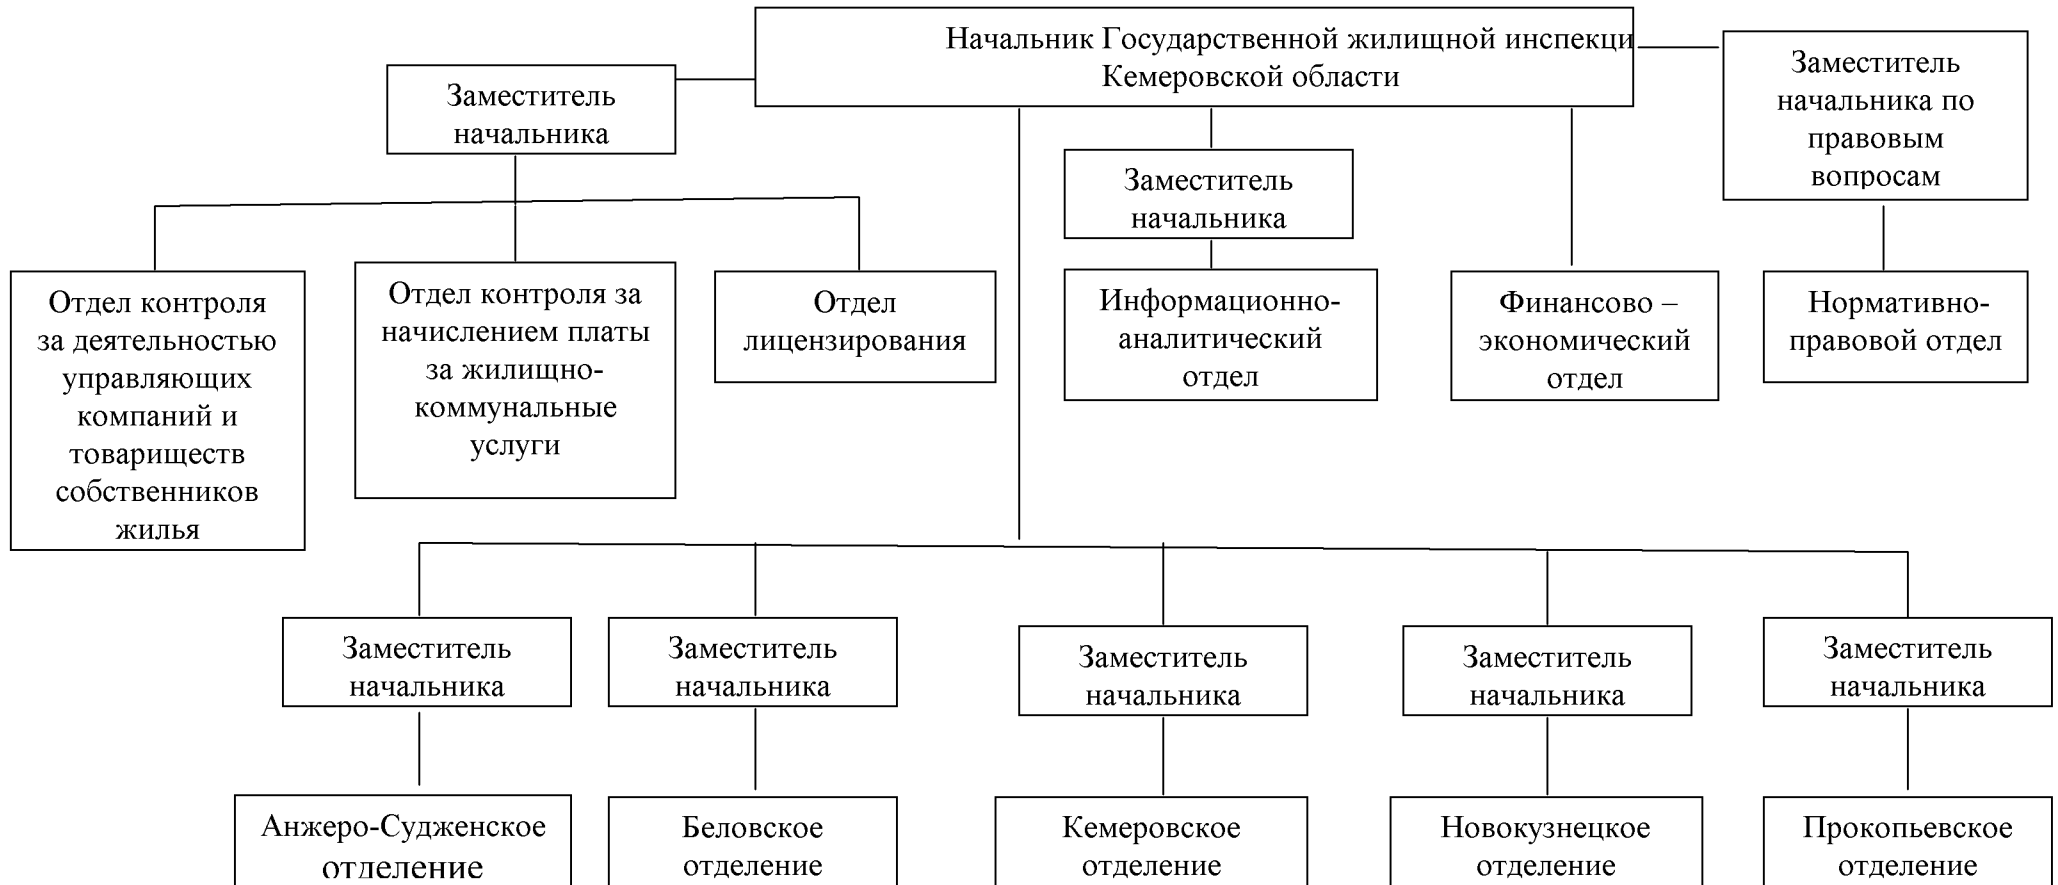 Начальник Государственной жилищной инспекци
Кемеровской области
Заместитель
начальника
Заместитель
начальника по
правовым
вопросам
Заместитель
начальника
Отдел контроля
за деятельностью
управляющих
компаний и
товариществ
собственников
жилья
Отдел контроля за
начислением платы
за жилищно-
коммунальные
услуги
Отдел
лицензирования
Информационно-
аналитический
отдел
Финансово –
экономический
отдел
Нормативно-
правовой отдел
Заместитель
начальника
Заместитель
начальника
Заместитель
начальника
Заместитель
начальника
Заместитель
начальника
Анжеро-Судженское
отделение
Беловское
отделение
Кемеровское
отделение
Новокузнецкое
отделение
Прокопьевское
отделение